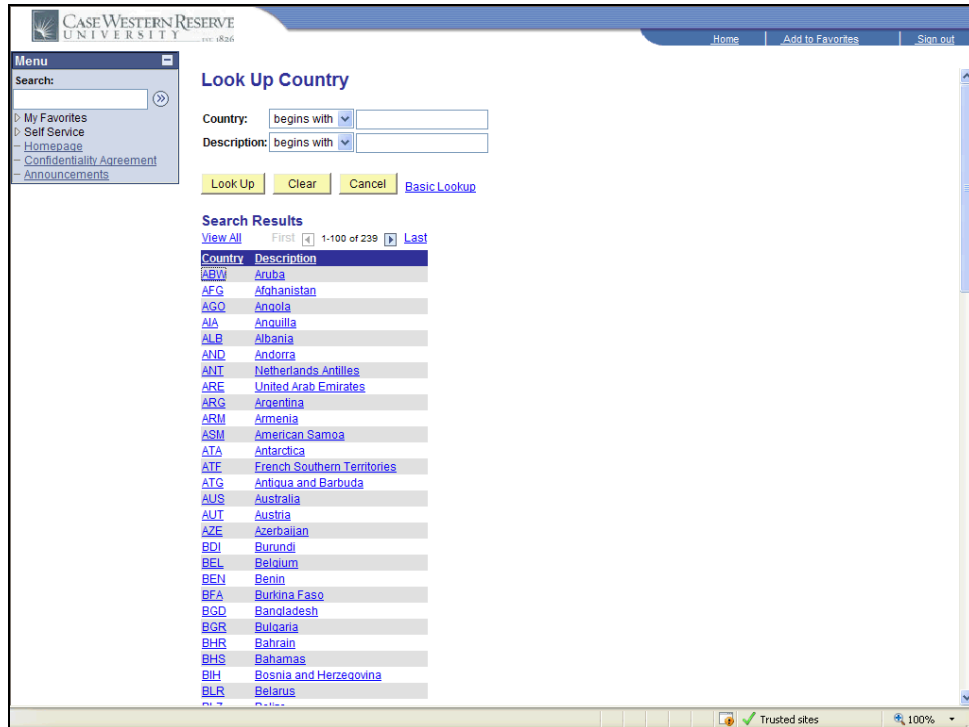 CASE WESTERN RESERVE
UNIVERSITY EST. 1826
Home Add to Favorites Sign out
Menu
Search:
My Favorites
Self Service
Homepage
Confidentiality Agreement
Announcements
Look Up Country
Country: begins with
Description: begins with
Look Up Clear Cancel Basic Lookup
Search Results
View All First 1-100 of 239 Last
Country Description
ABW Aruba
AFG Afghanistan
AGO Angola
AIA Anguilla
ALB Albania
AND Andorra
ANT Netherlands Antilles
ARE United Arab Emirates
ARG Argentina
ARM Armenia
ASM American Samoa
ATA Antarctica
ATF French Southern Territories
ATG Antigua and Barbuda
AUS Australia
AUT Austria
AZE Azerbaijan
BDI Burundi
BEL Belgium
BEN Benin
BFA Burkina Faso
BGD Bangladesh
BGR Bulgaria
BHR Bahrain
BHS Bahamas
BIH Bosnia and Herzegovina
BLR Belarus
Trusted sites 100%